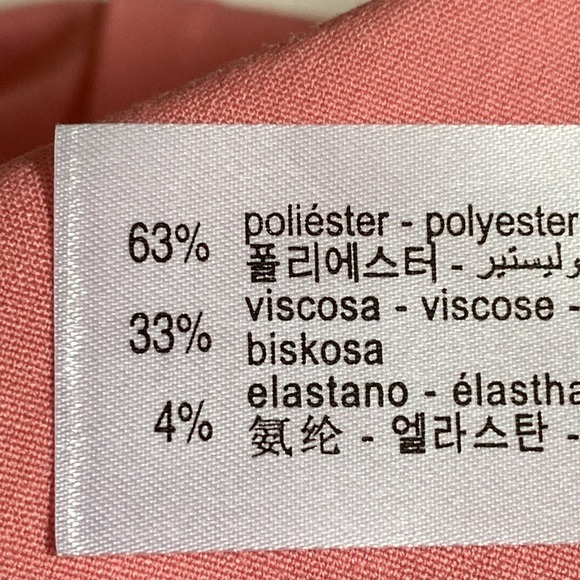 63% poliéster - polyester
폴리에스터 - وليستير
33% viscosa - viscose -
biskosa
4% elastano - élastha
氨纶 - 엘라스탄 -